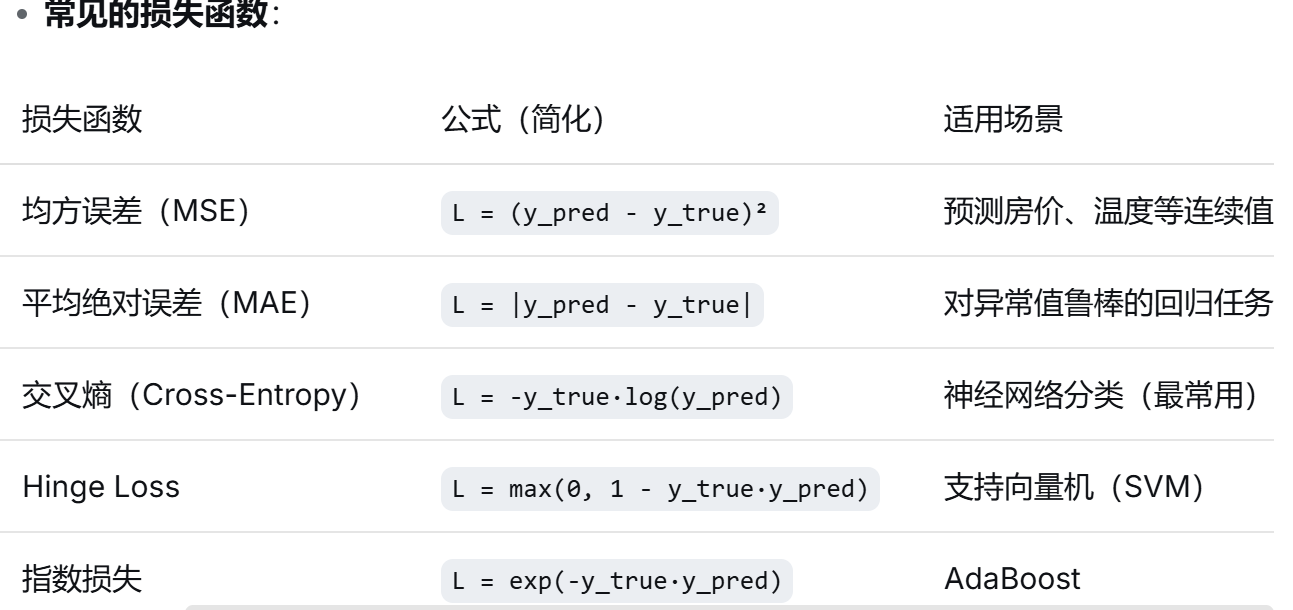 常见的损失函数：
损失函数 公式（简化） 适用场景
均方误差（MSE） L = (y_pred - y_true)² 预测房价、温度等连续值
平均绝对误差（MAE） L = |y_pred - y_true| 对异常值鲁棒的回归任务
交叉熵（Cross-Entropy） L = -y_true·log(y_pred) 神经网络分类（最常用）
Hinge Loss L = max(0, 1 - y_true·y_pred) 支持向量机（SVM）
指数损失 L = exp(-y_true·y_pred) AdaBoost